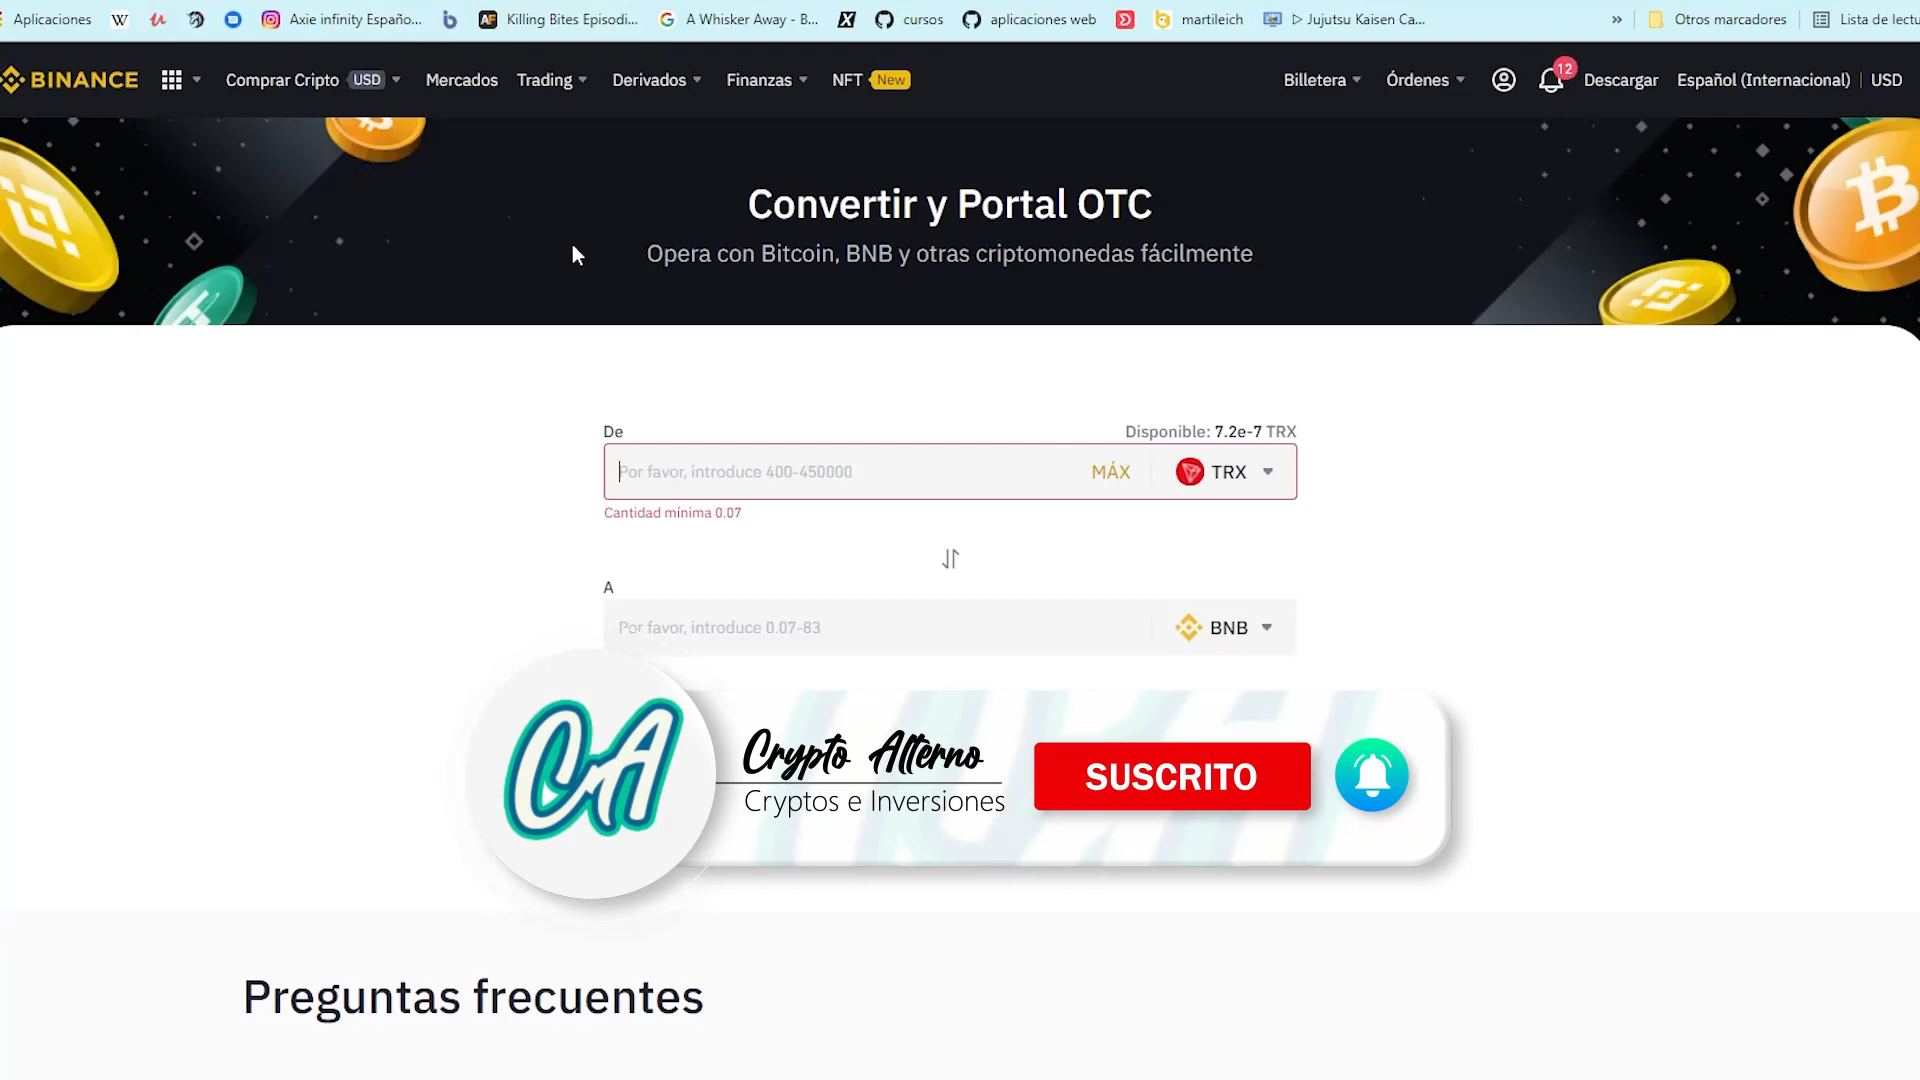 Aplicaciones
Axie infinity Españo...
Killing Bites Episodi...
A Whisker Away - B...
cursos
aplicaciones web
martileich
▷ Jujutsu Kaisen Ca...
»
Otros marcadores
Lista de lectu
BINANCE
Comprar Cripto USD
Mercados
Trading
Derivados
Finanzas
NFT New
Billetera
Órdenes
12
Descargar
Español (Internacional)
USD
Convertir y Portal OTC
Opera con Bitcoin, BNB y otras criptomonedas fácilmente
De
Disponible: 7.2e-7 TRX
Por favor, introduce 400-450000
MÁX
TRX
Cantidad mínima 0.07
A
Por favor, introduce 0.07-83
BNB
CA
Crypto Alterno
Cryptos e Inversiones
SUSCRITO
Preguntas frecuentes